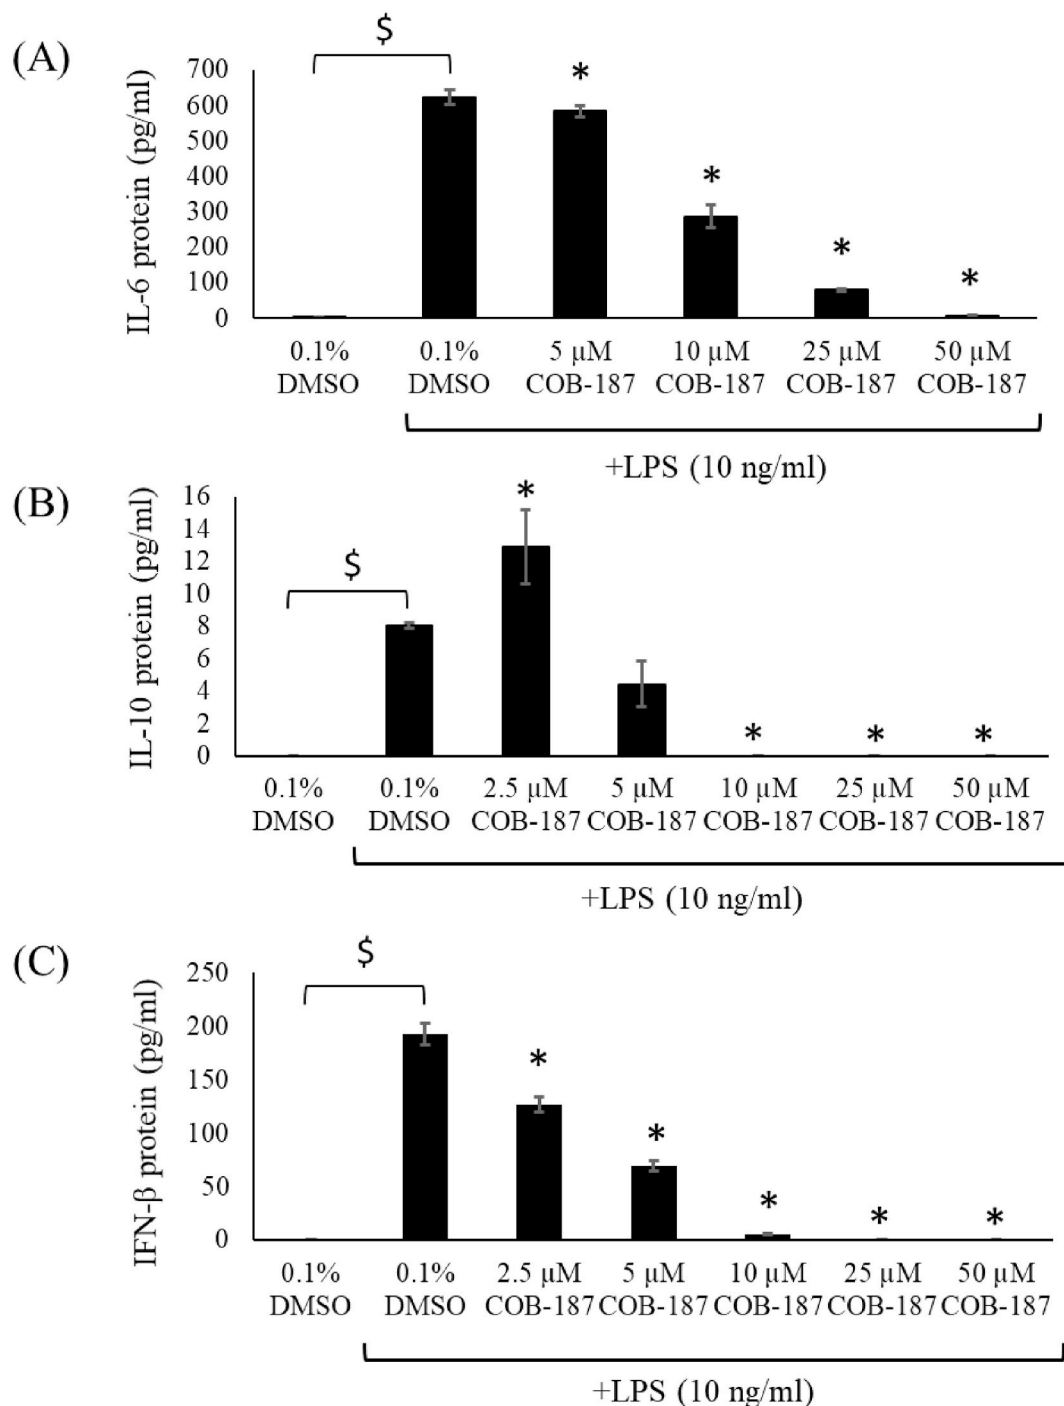 (A)
$
IL-6 protein (pg/ml)
700
600
500
400
300
200
100
0
* * * *
0.1% 0.1% 5 µM 10 µM 25 µM 50 µM
DMSO DMSO COB-187 COB-187 COB-187 COB-187
+LPS (10 ng/ml)
(B)
$
IL-10 protein (pg/ml)
16
14
12
10
8
6
4
2
0
* * * *
0.1% 0.1% 2.5 µM 5 µM 10 µM 25 µM 50 µM
DMSO DMSO COB-187 COB-187 COB-187 COB-187 COB-187
+LPS (10 ng/ml)
(C)
$
IFN-β protein (pg/ml)
250
200
150
100
50
0
* * * * *
0.1% 0.1% 2.5 µM 5 µM 10 µM 25 µM 50 µM
DMSO DMSO COB-187 COB-187 COB-187 COB-187 COB-187
+LPS (10 ng/ml)